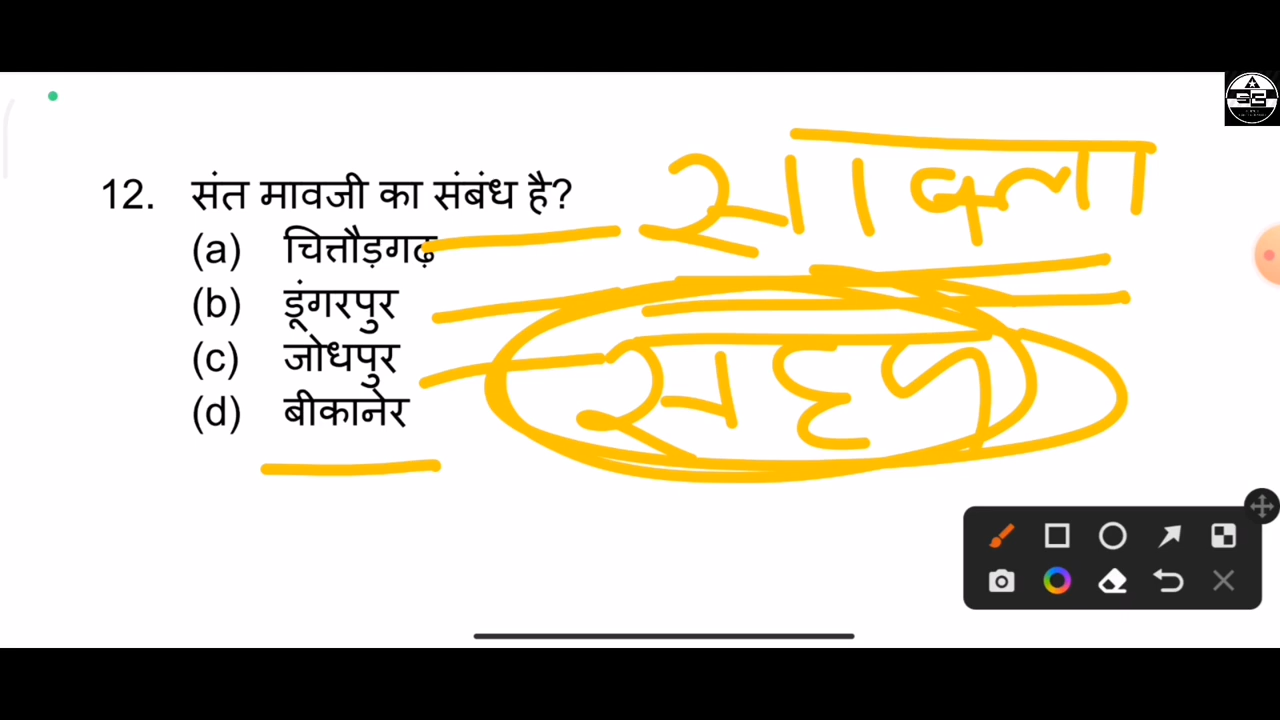 12. संत मावजी का संबंध है?
(a) चित्तौड़गढ़
(b) डूंगरपुर
(c) जोधपुर
(d) बीकानेर
साबला